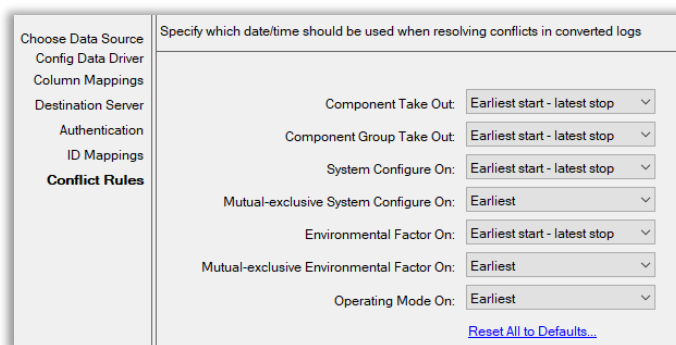 Choose Data Source
Config Data Driver
Column Mappings
Destination Server
Authentication
ID Mappings
Conflict Rules
Specify which date/time should be used when resolving conflicts in converted logs
Component Take Out: Earliest start - latest stop
Component Group Take Out: Earliest start - latest stop
System Configure On: Earliest start - latest stop
Mutual-exclusive System Configure On: Earliest
Environmental Factor On: Earliest start - latest stop
Mutual-exclusive Environmental Factor On: Earliest
Operating Mode On: Earliest
Reset All to Defaults...